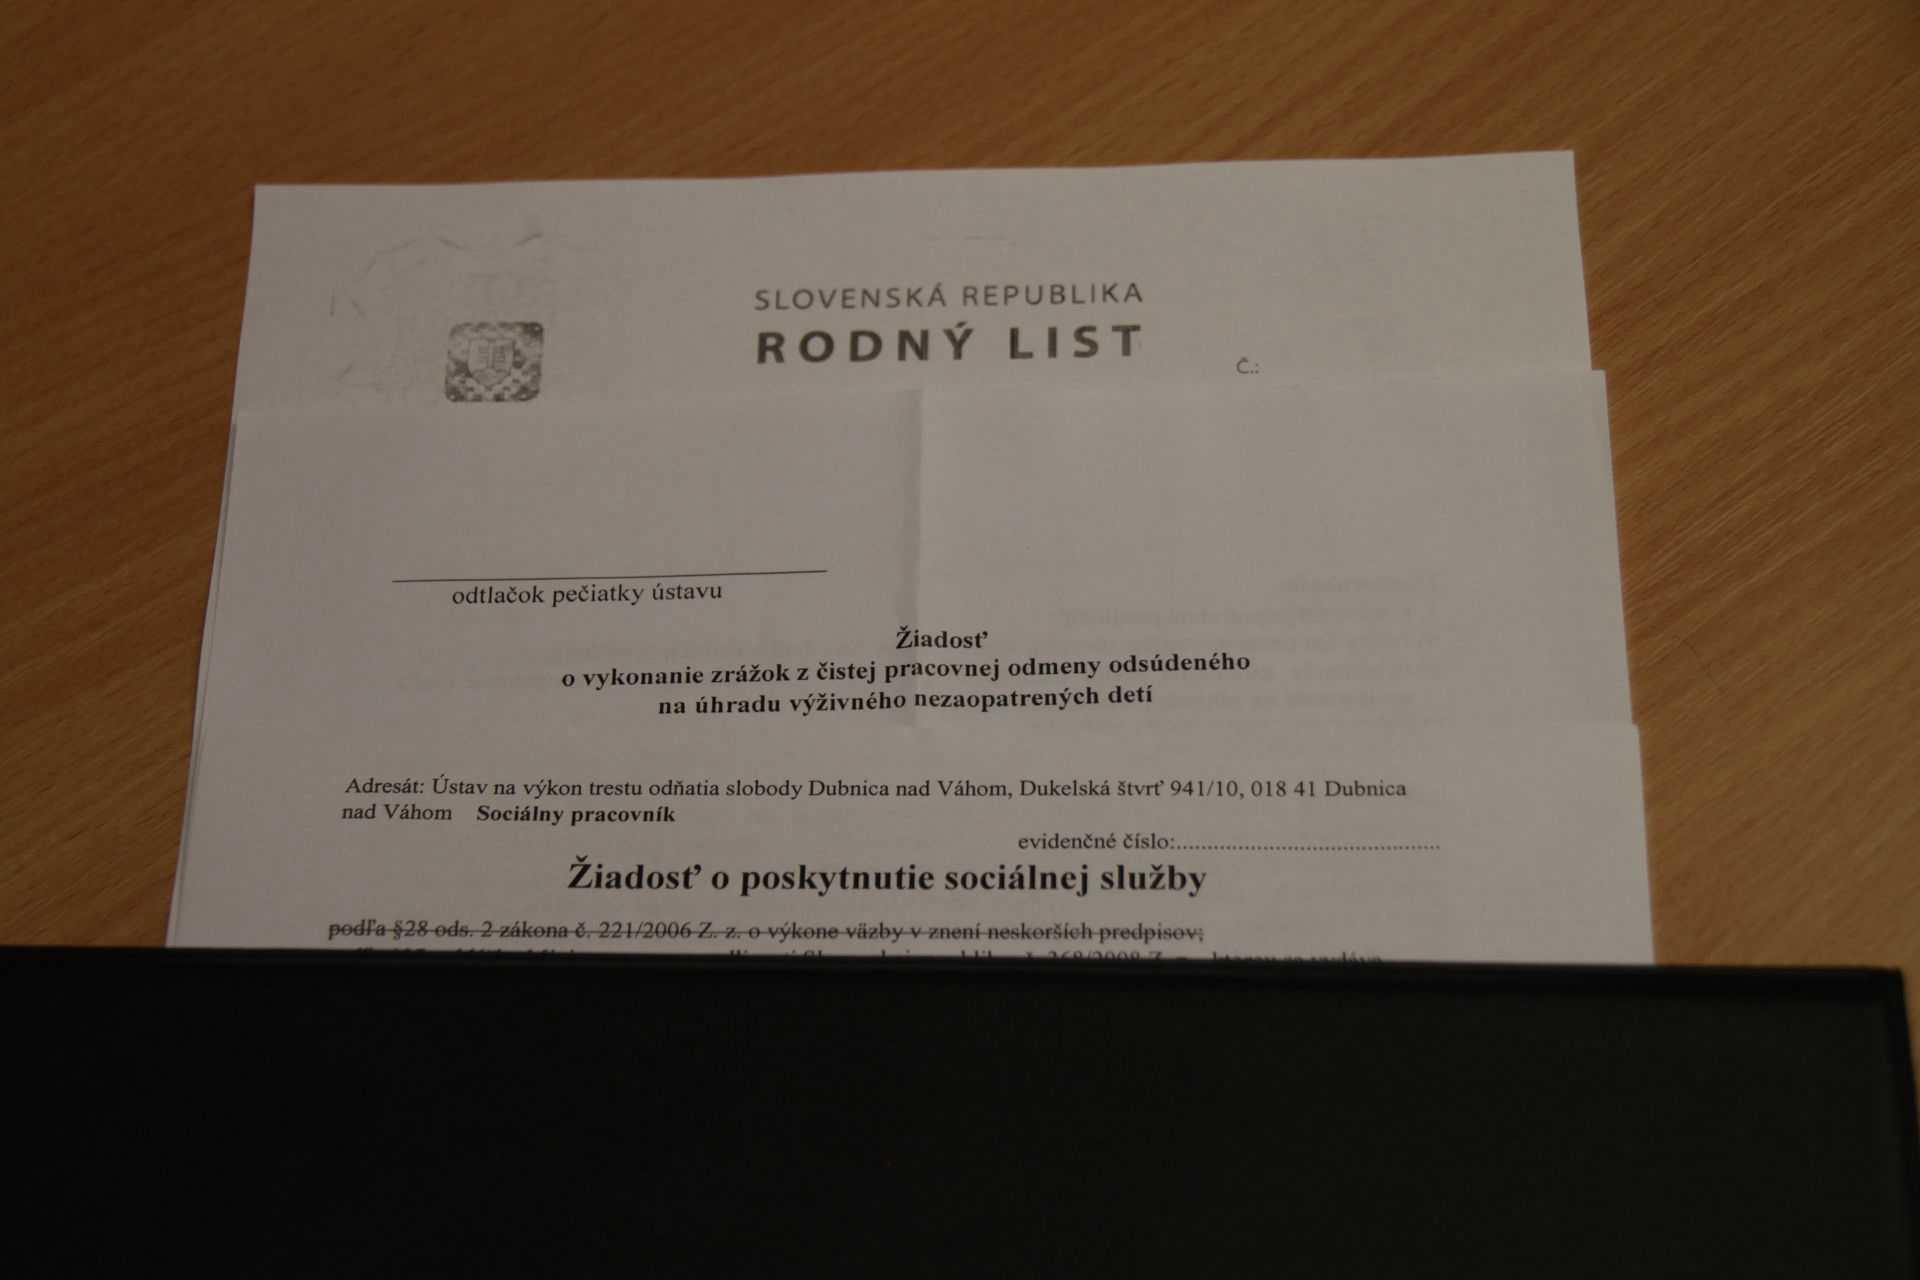 SLOVENSKÁ REPUBLIKA
RODNÝ LIST
Č.:
odtlačok pečiatky ústavu
Žiadosť
o vykonanie zrážok z čistej pracovnej odmeny odsúdeného
na úhradu výživného nezaopatrených detí
Adresát: Ústav na výkon trestu odňatia slobody Dubnica nad Váhom, Dukelská štvrť 941/10, 018 41 Dubnica
nad Váhom Sociálny pracovník
evidenčné číslo:..........................................
Žiadosť o poskytnutie sociálnej služby
podľa §28 ods. 2 zákona č. 221/2006 Z. z. o výkone väzby v znení neskorších predpisov;